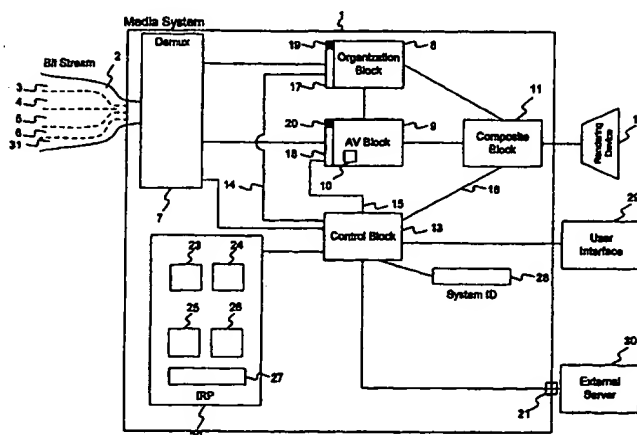 1
Media System
Demux
19
Organization
Block
8
Bit Stream
2
3
4
5
6
31
17
11
20
AV Block
9
Composite
Block
Rendering
Device
18
10
14
15
16
7
Control Block
13
29
User
Interface
23
24
28
System ID
25
26
27
IRP
30
External
Server
21